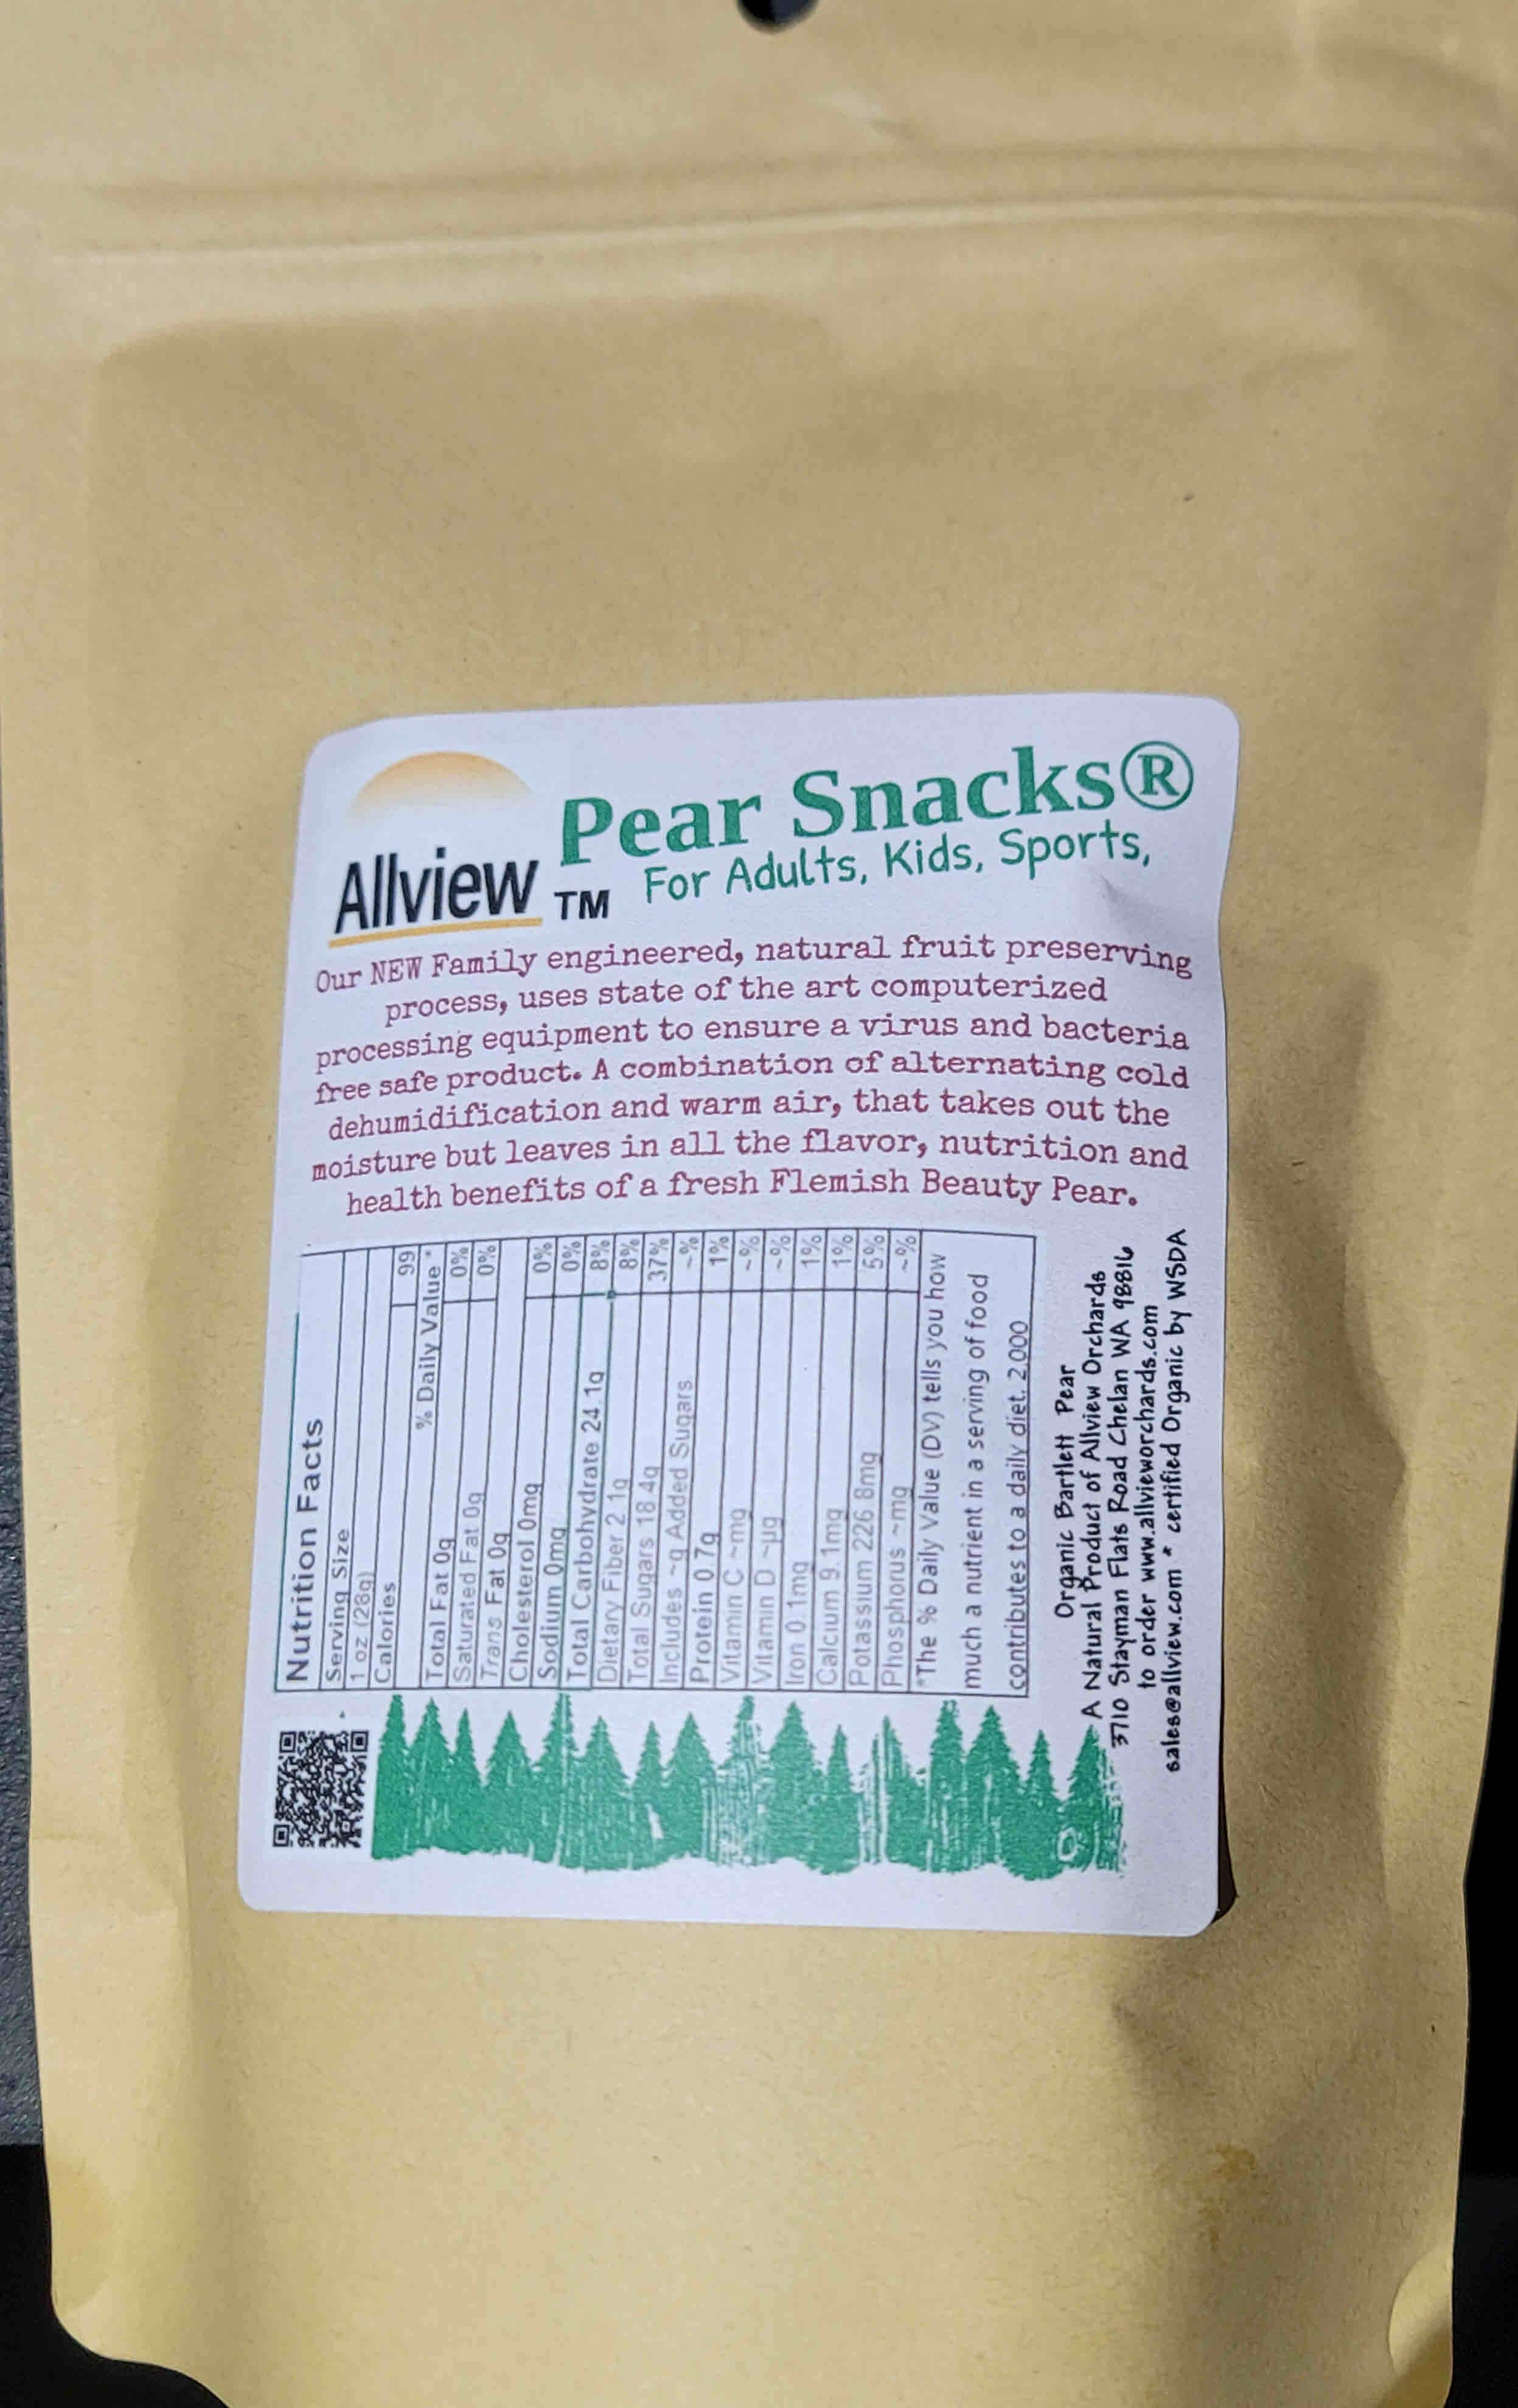 Allview TM
Pear Snacks®
For Adults, Kids, Sports,
Our NEW Family engineered, natural fruit preserving
process, uses state of the art computerized
processing equipment to ensure a virus and bacteria
free safe product. A combination of alternating cold
dehumidification and warm air, that takes out the
moisture but leaves in all the flavor, nutrition and
health benefits of a fresh Flemish Beauty Pear.
Nutrition Facts
Serving Size
1 oz (28g)
Calories 99
% Daily Value *
Total Fat 0g 0%
Saturated Fat 0g 0%
Trans Fat 0g
Cholesterol 0mg 0%
Sodium 0mg 0%
Total Carbohydrate 24.1g 8%
Dietary Fiber 2.1g 8%
Total Sugars 18.4g 37%
Includes ~g Added Sugars ~%
Protein 0.7g 1%
Vitamin C ~mg ~%
Vitamin D ~µg ~%
Iron 0.1mg 1%
Calcium 9.1mg 1%
Potassium 226.8mg 5%
Phosphorus ~mg ~%
*The % Daily Value (DV) tells you how
much a nutrient in a serving of food
contributes to a daily diet. 2,000
Organic Bartlett Pear
A Natural Product of Allview Orchards
3710 Stayman Flats Road Chelan WA 98816
to order www.allvieworchards.com
sales@allview.com * certified Organic by WSDA